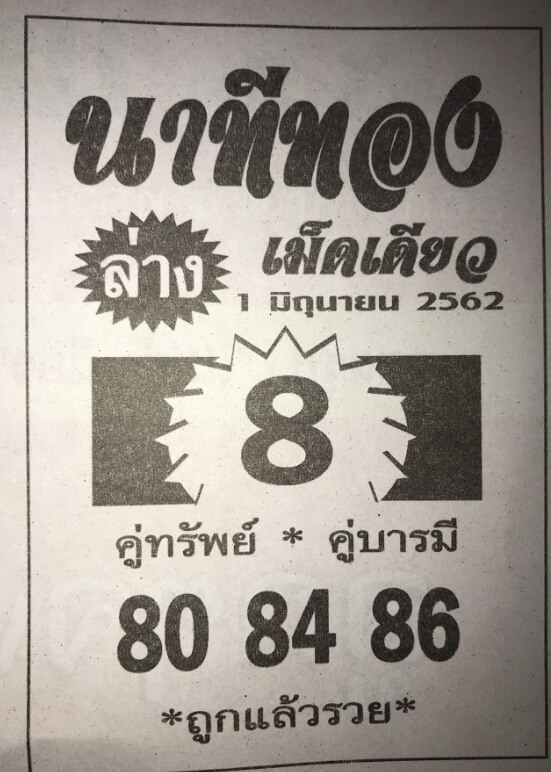 นาทีทอง
ล่าง เม็ดเดียว
1 มิถุนายน 2562
8
คู่ทรัพย์ * คู่บารมี
80 84 86
*ถูกแล้วรวย*